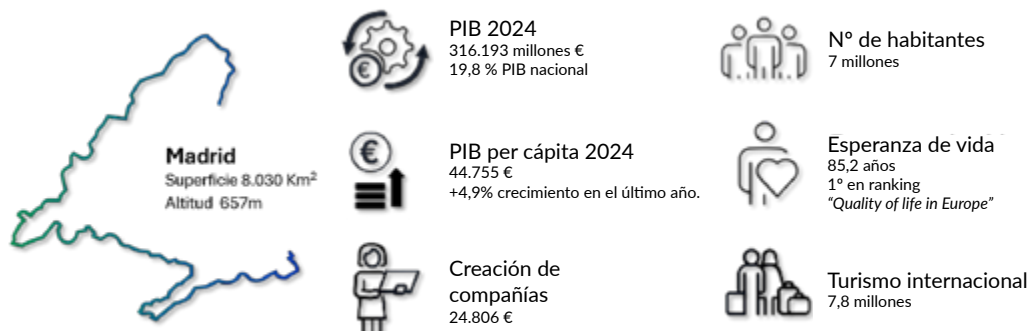 Madrid
Superficie 8.030 Km²
Altitud 657m
PIB 2024
316.193 millones €
19,8 % PIB nacional
PIB per cápita 2024
44.755 €
+4,9% crecimiento en el último año.
Creación de
compañías
24.806 €
Nº de habitantes
7 millones
Esperanza de vida
85,2 años
1º en ranking
“Quality of life in Europe”
Turismo internacional
7,8 millones